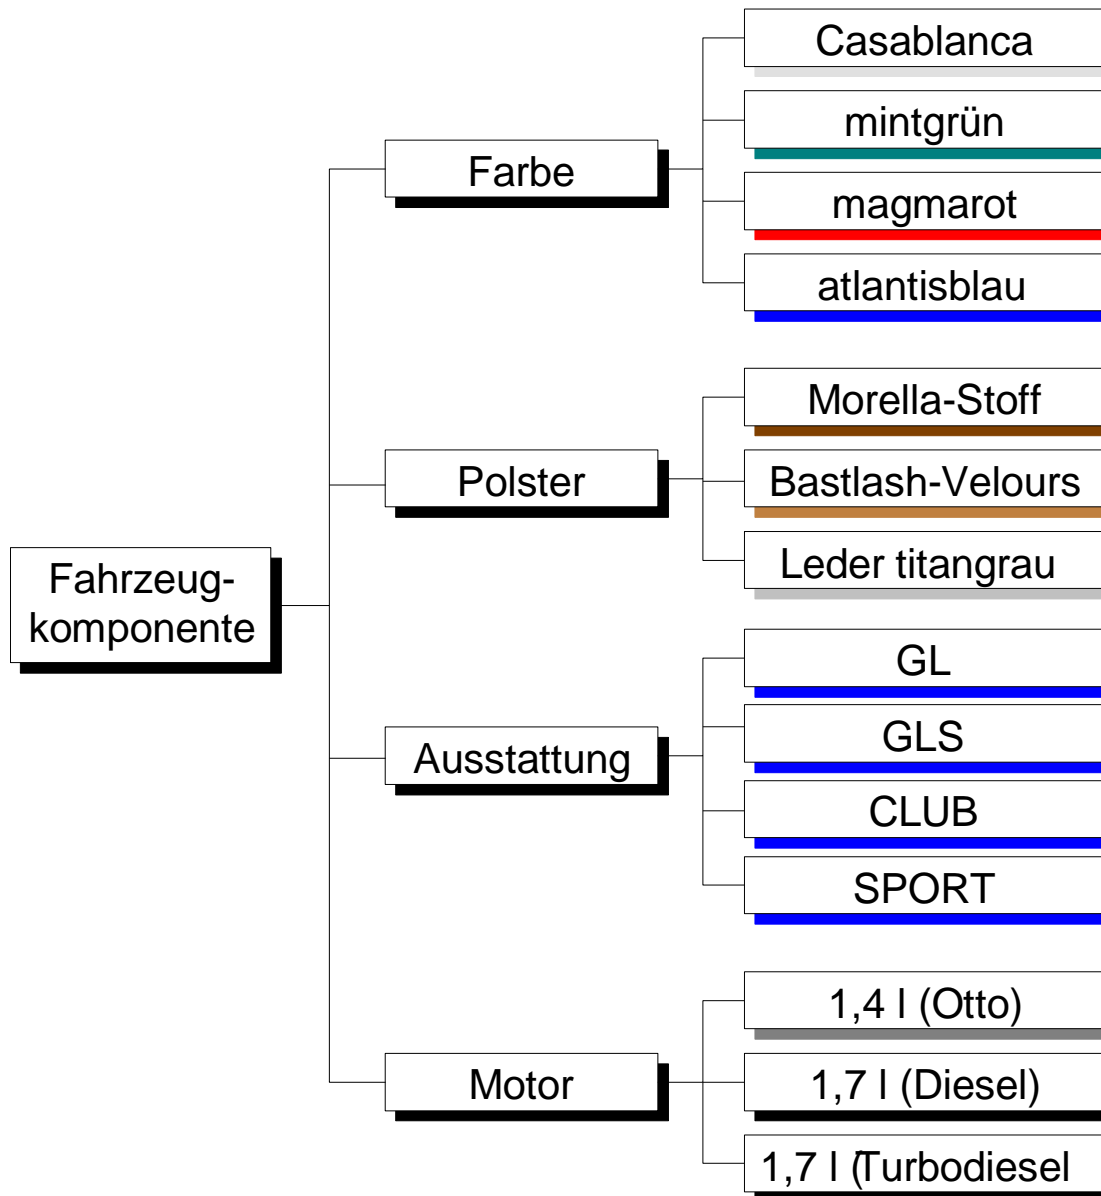 Casablanca
mintgrün
Farbe
magmarot
atlantisblau
Morella-Stoff
Polster
Bastlash-Velours
Leder titangrau
Fahrzeug-
komponente
GL
GLS
Ausstattung
CLUB
SPORT
1,4 l (Otto)
Motor
1,7 l (Diesel)
1,7 l (Turbodiesel